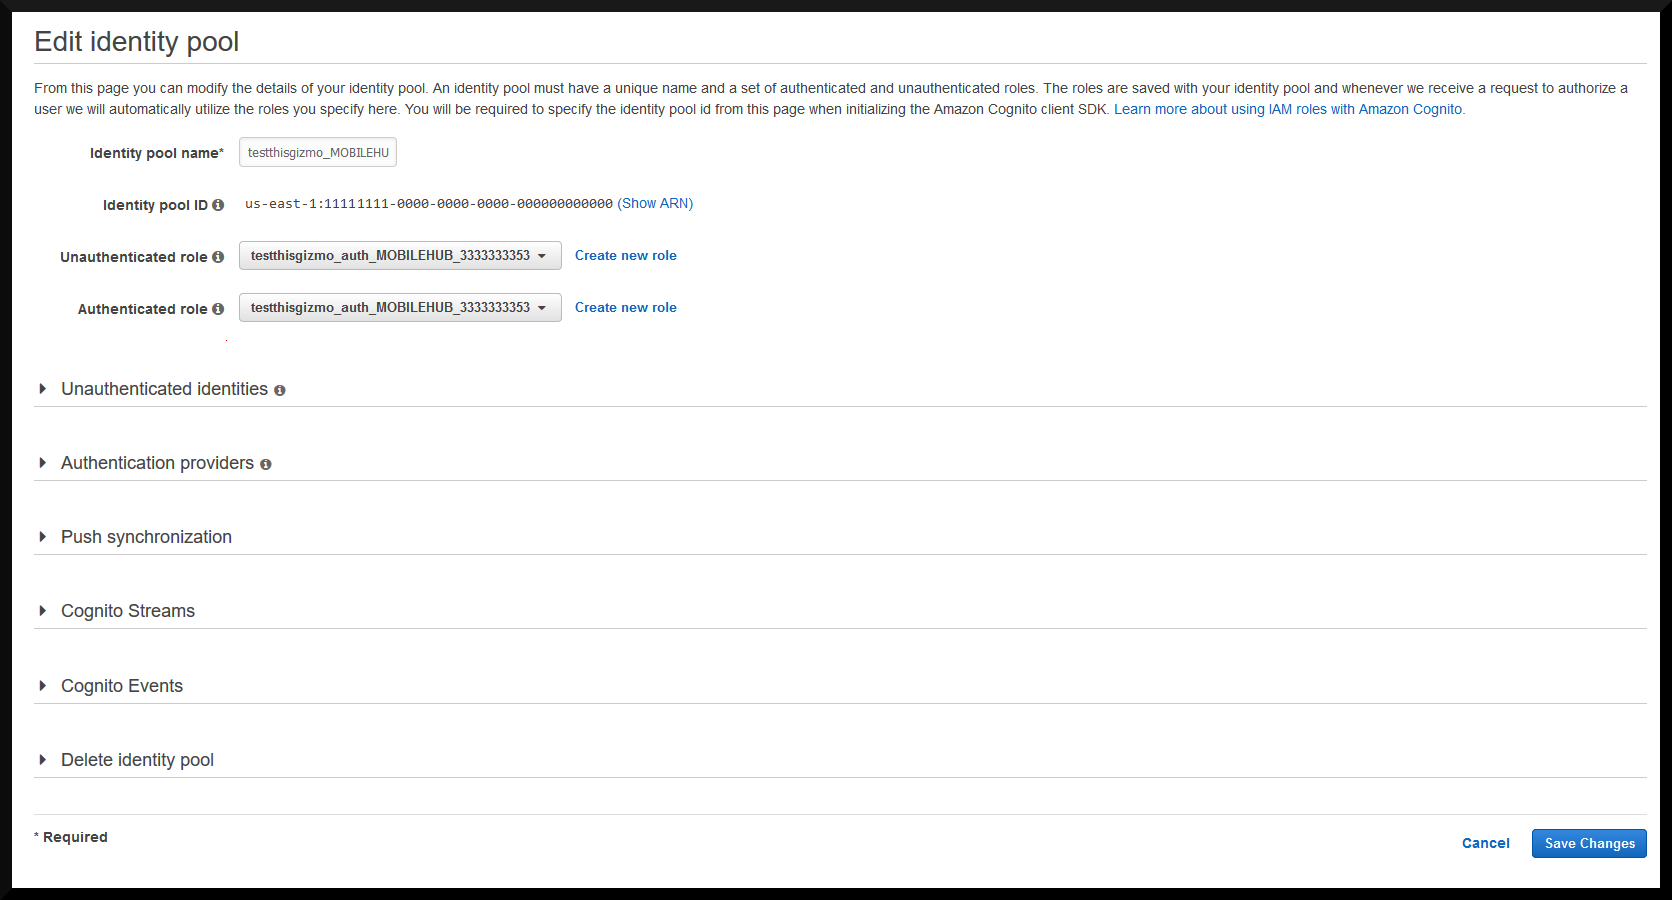 Edit identity pool
From this page you can modify the details of your identity pool. An identity pool must have a unique name and a set of authenticated and unauthenticated roles. The roles are saved with your identity pool and whenever we receive a request to authorize a
user we will automatically utilize the roles you specify here. You will be required to specify the identity pool id from this page when initializing the Amazon Cognito client SDK. Learn more about using IAM roles with Amazon Cognito.
Identity pool name* testthisgizmo_MOBILEHU
Identity pool ID us-east-1:11111111-0000-0000-0000-000000000000 (Show ARN)
Unauthenticated role testthisgizmo_auth_MOBILEHUB_3333333353 Create new role
Authenticated role testthisgizmo_auth_MOBILEHUB_3333333353 Create new role
Unauthenticated identities
Authentication providers
Push synchronization
Cognito Streams
Cognito Events
Delete identity pool
* Required
Cancel Save Changes